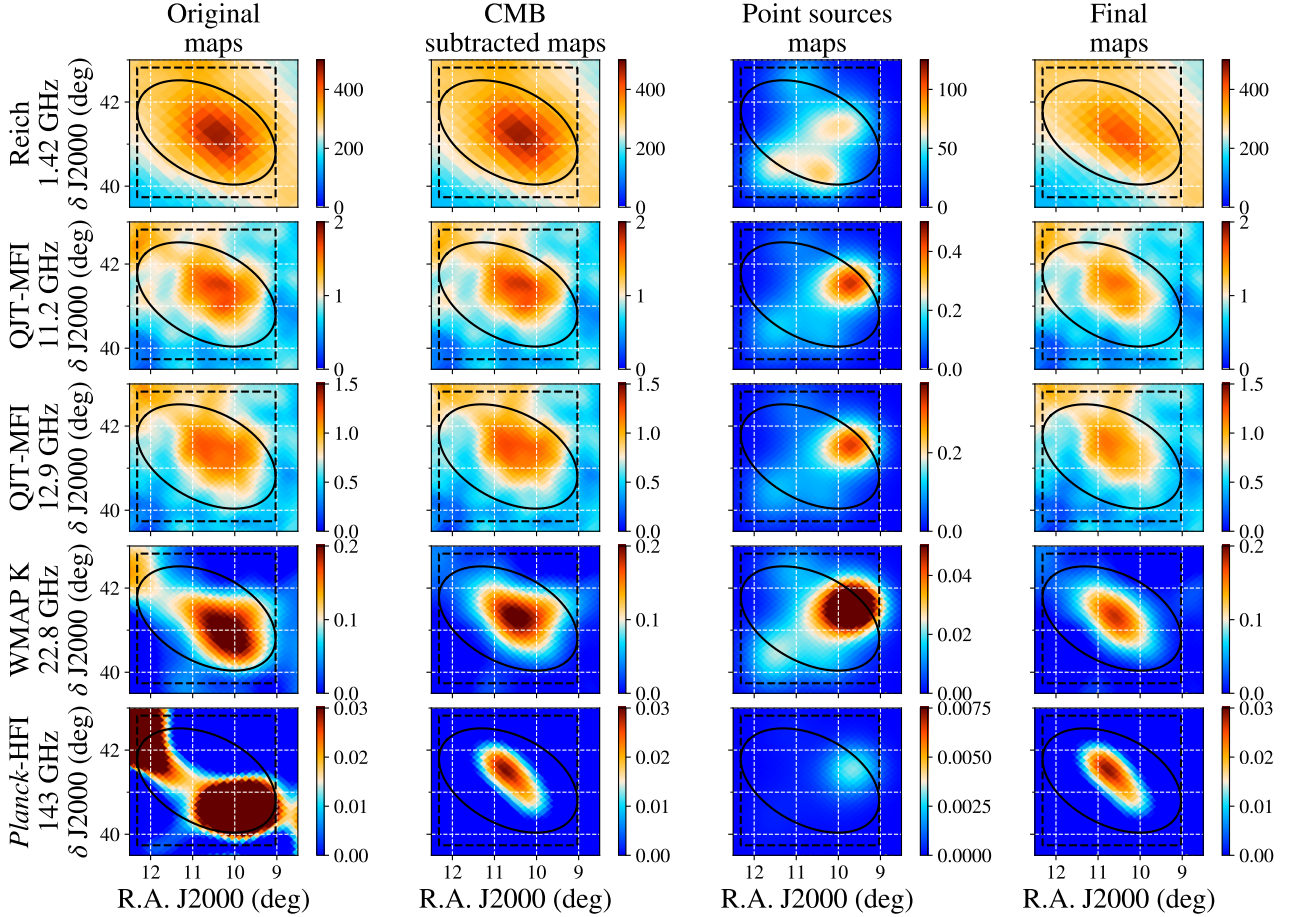 Original
maps
CMB
subtracted maps
Point sources
maps
Final
maps
Reich
1.42 GHz
δ J2000 (deg)
42
40
400
200
0
400
200
0
100
50
0
400
200
0
QJT-MFI
11.2 GHz
δ J2000 (deg)
42
40
2
1
0
2
1
0
0.4
0.2
0.0
2
1
0
QJT-MFI
12.9 GHz
δ J2000 (deg)
42
40
1.5
1.0
0.5
0.0
1.5
1.0
0.5
0.0
0.2
0.0
1.5
1.0
0.5
0.0
WMAP K
22.8 GHz
δ J2000 (deg)
42
40
0.2
0.1
0.0
0.2
0.1
0.0
0.04
0.02
0.00
0.2
0.1
0.0
Planck-HFI
143 GHz
δ J2000 (deg)
42
40
0.03
0.02
0.01
0.00
0.03
0.02
0.01
0.00
0.0075
0.0050
0.0025
0.0000
0.03
0.02
0.01
0.00
12 11 10 9
12 11 10 9
12 11 10 9
12 11 10 9
R.A. J2000 (deg)
R.A. J2000 (deg)
R.A. J2000 (deg)
R.A. J2000 (deg)